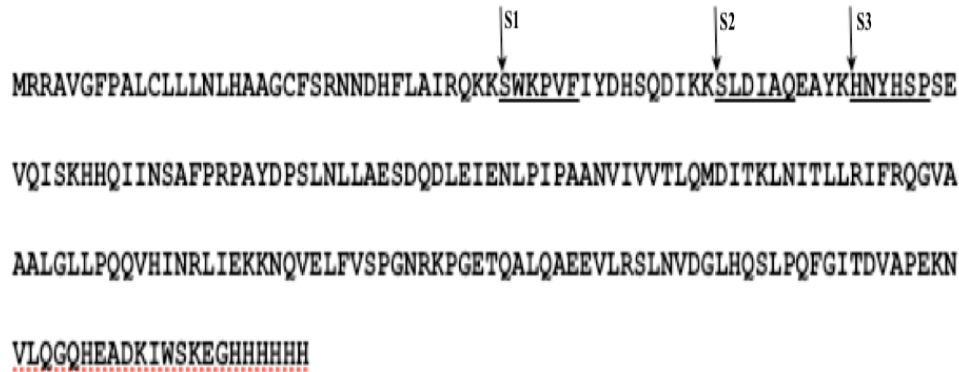 S1 S2 S3
MRRAVGFPALCLLLNLHAAGCFSRNNDHFLAIRQKKSWKPVFIYDHSQDIKKSLDIAQEAYKHNYHSPSE
VQISKHHQIINSAFPRPAYDPSLNLLAESDQDLEIENLPIPAANVIVVTLQMDITKLNITLLRIFRQGVA
AALGLLPQQVHINRLIEKKNQVELFVSPGNRKPGETQALQAEEVLRSLNVDGLHQSLPQFGITDVAPEKN
VLQGQHEADKIWSKEGHHHHHH